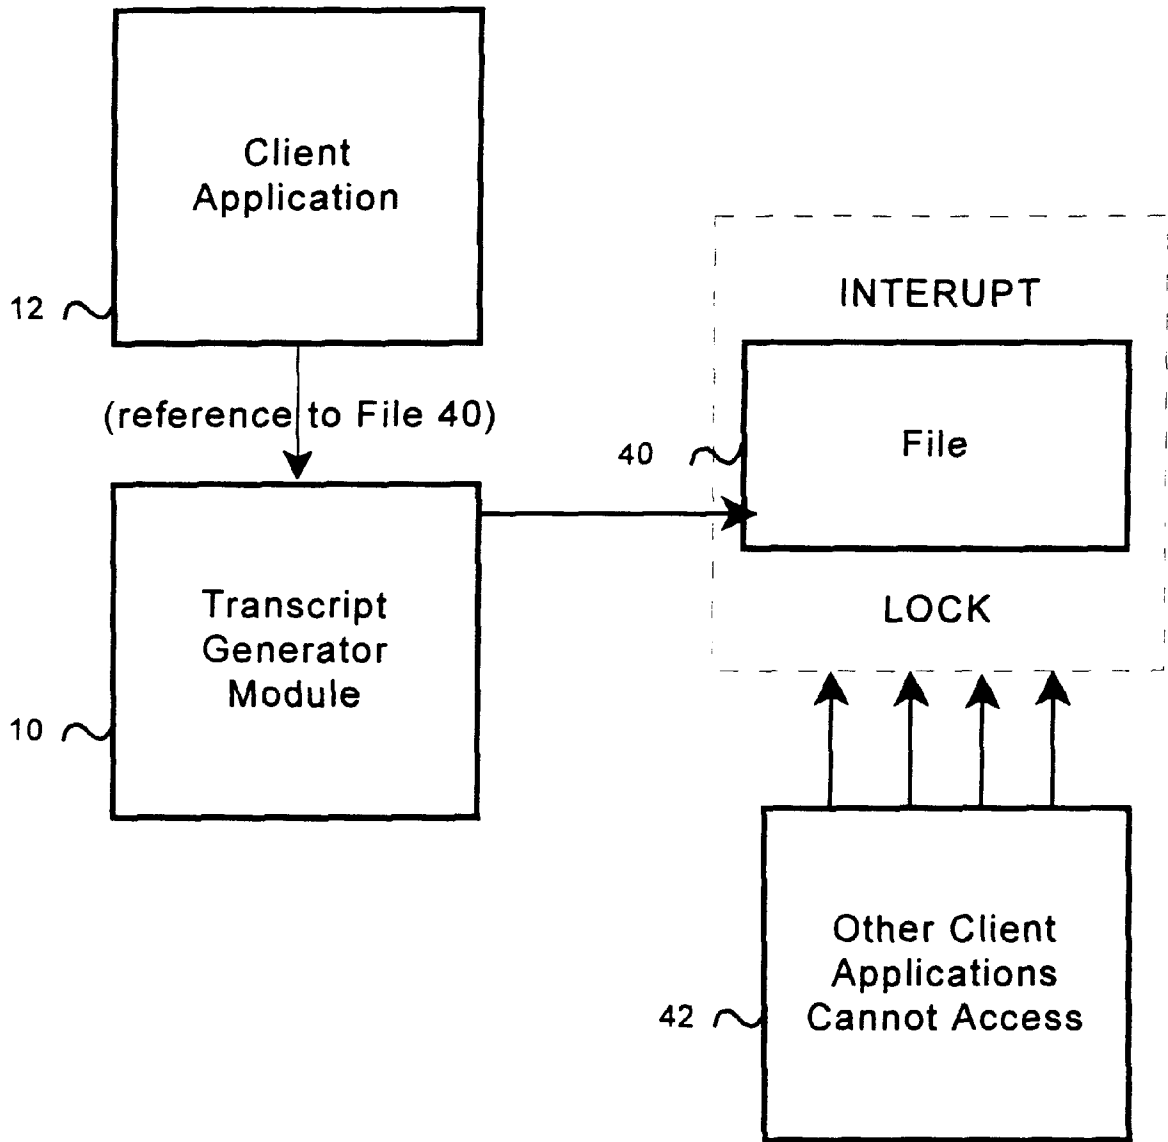 Client
Application
12
(reference to File 40)
INTERUPT
40
File
LOCK
Transcript
Generator
Module
10
Other Client
Applications
Cannot Access
42